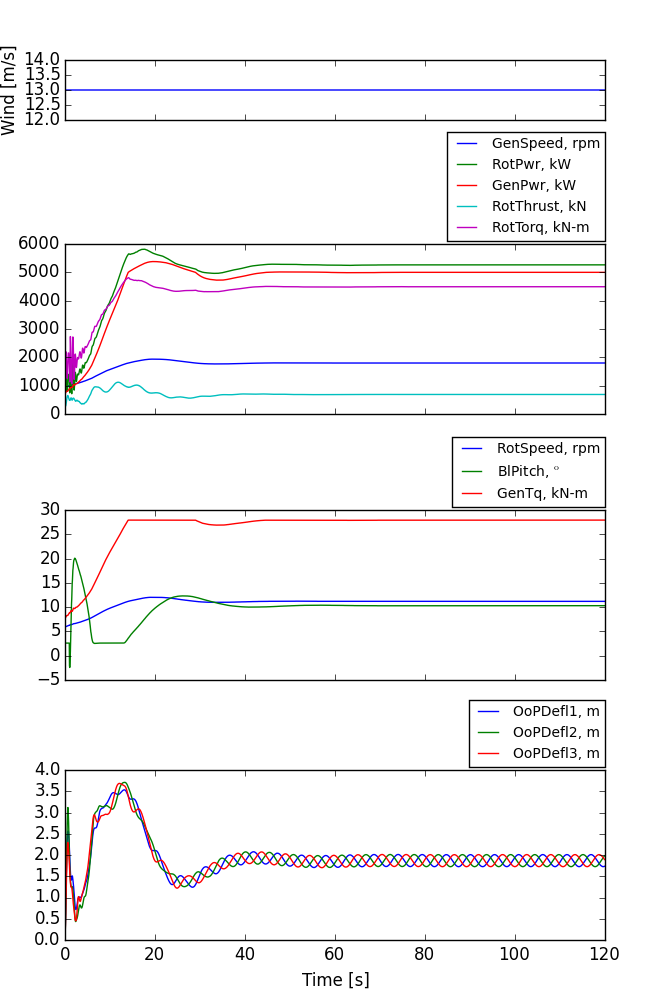 Wind [m/s]
14.0
13.5
13.0
12.5
12.0
GenSpeed, rpm
RotPwr, kW
GenPwr, kW
RotThrust, kN
RotTorq, kN-m
6000
5000
4000
3000
2000
1000
0
RotSpeed, rpm
BlPitch, °
GenTq, kN-m
30
25
20
15
10
5
0
−5
OoPDefl1, m
OoPDefl2, m
OoPDefl3, m
4.0
3.5
3.0
2.5
2.0
1.5
1.0
0.5
0.0
0 20 40 60 80 100 120
Time [s]